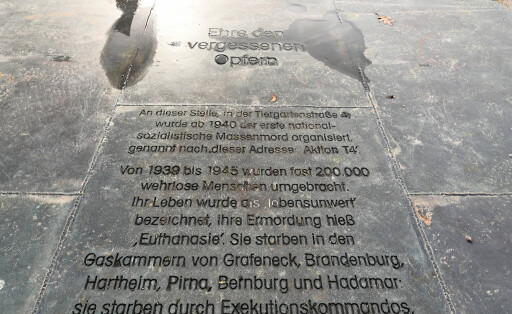 Ehre den
vergessenen
Opfern
An dieser Stelle, in der Tiergartenstraße 4,
wurde ab 1940 der erste national-
sozialistische Massenmord organisiert,
genannt nach dieser Adresse ‚Aktion T4‘.
Von 1939 bis 1945 wurden fast 200 000
wehrlose Menschen umgebracht.
Ihr Leben wurde als ‚lebensunwert‘
bezeichnet, ihre Ermordung hieß
‚Euthanasie‘. Sie starben in den
Gaskammern von Grafeneck, Brandenburg,
Hartheim, Pirna, Bernburg und Hadamar;
sie starben durch Exekutionskommandos,